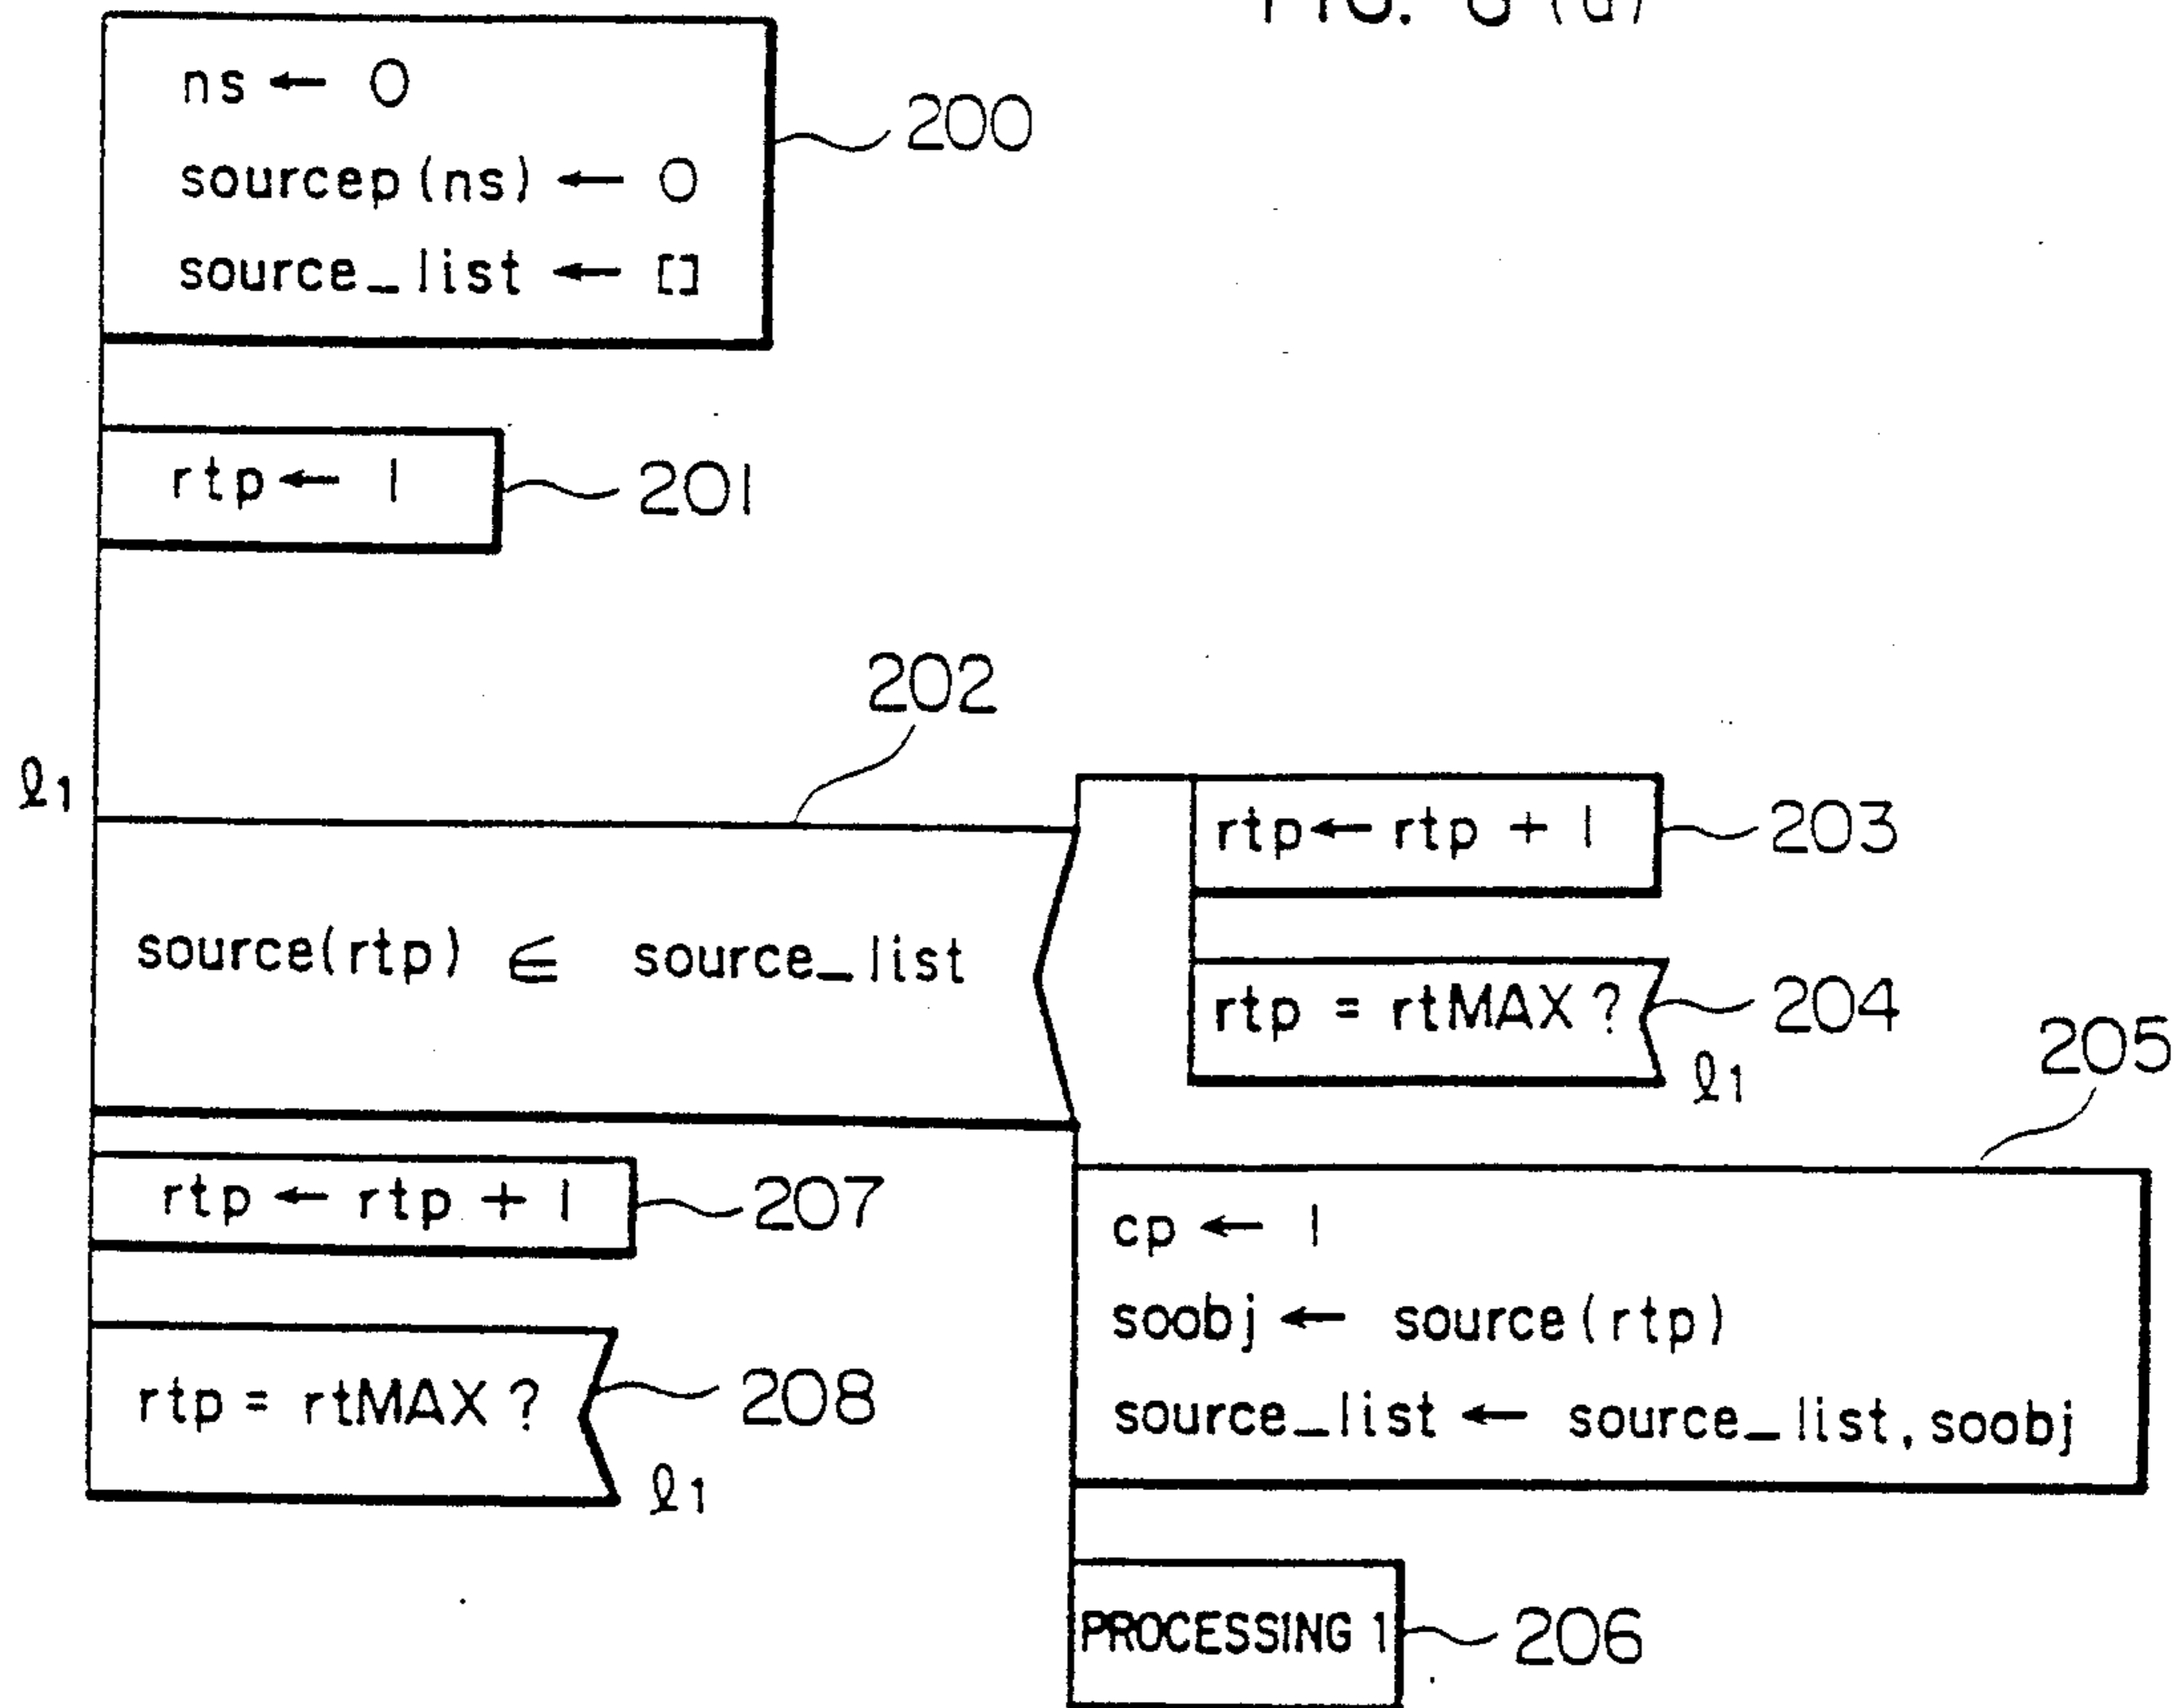 ns ← 0
sourcep(ns) ← 0
source_list ← []
200
rtp ← 1
201
202
ℓ1
source(rtp) ∈ source_list
rtp ← rtp + 1
203
rtp = rtMAX ?
204
ℓ1
205
rtp ← rtp + 1
207
cp ← 1
soobj ← source(rtp)
source_list ← source_list, soobj
rtp = rtMAX ?
208
ℓ1
PROCESSING 1
206